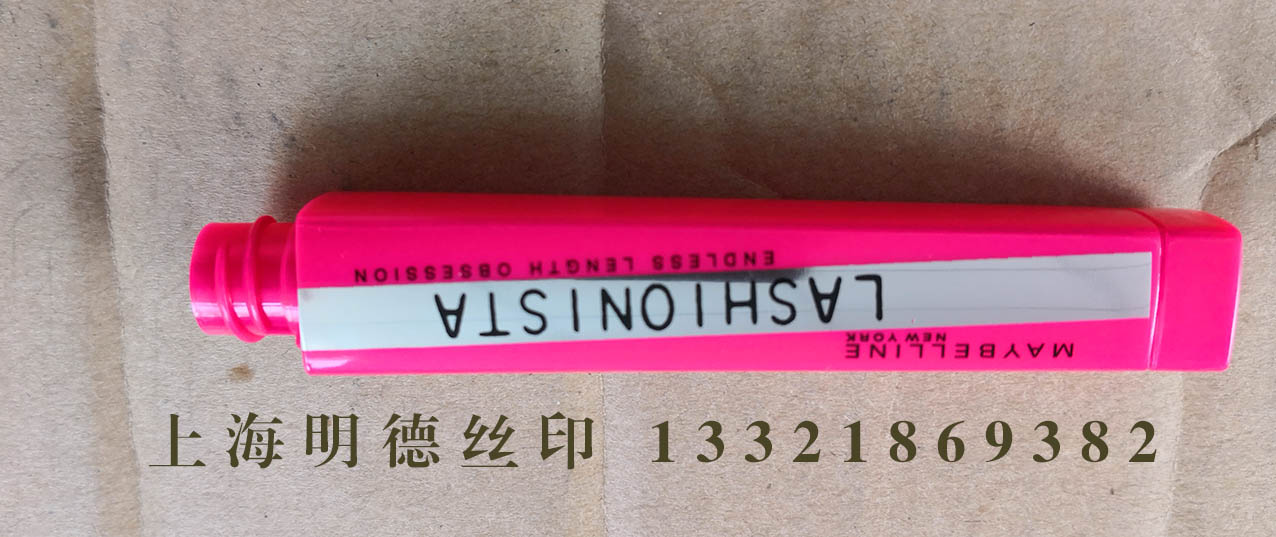 MAYBELLINE
NEW YORK
LASHIONISTA
ENDLESS LENGTH OBSESSION
上海明德丝印 13321869382